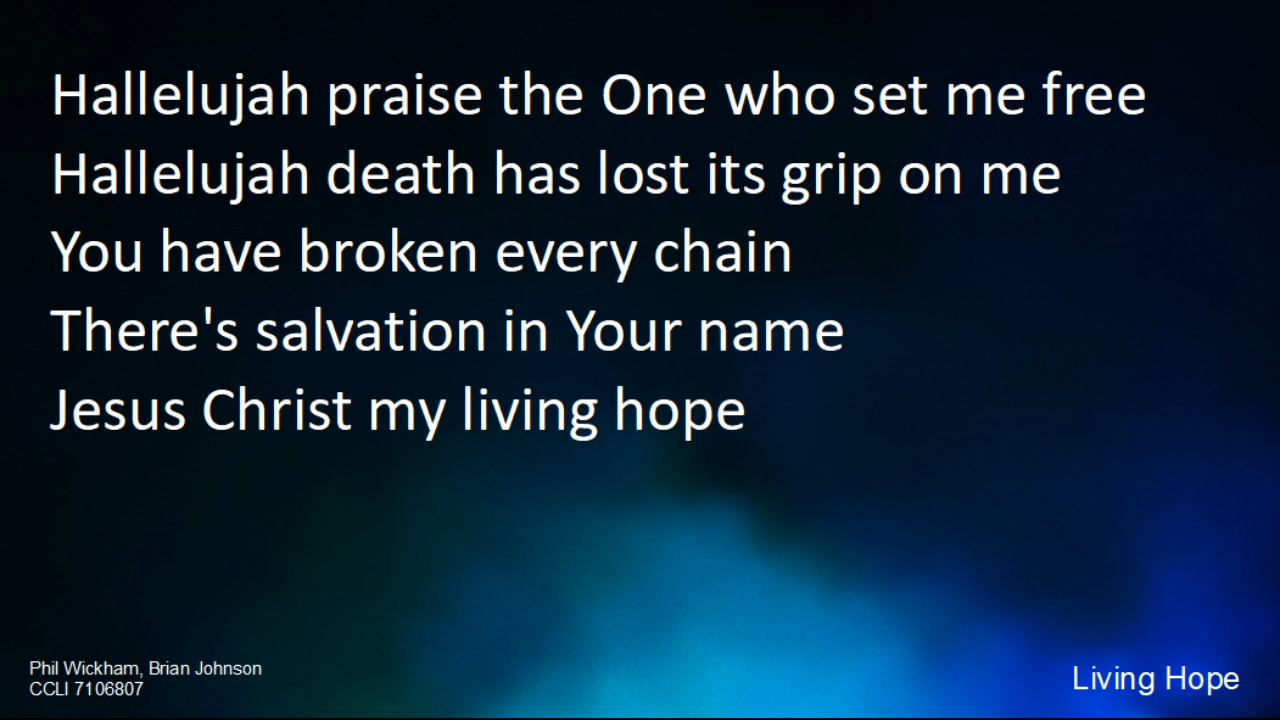 Hallelujah praise the One who set me free
Hallelujah death has lost its grip on me
You have broken every chain
There's salvation in Your name
Jesus Christ my living hope
Phil Wickham, Brian Johnson
CCLI 7106807
Living Hope